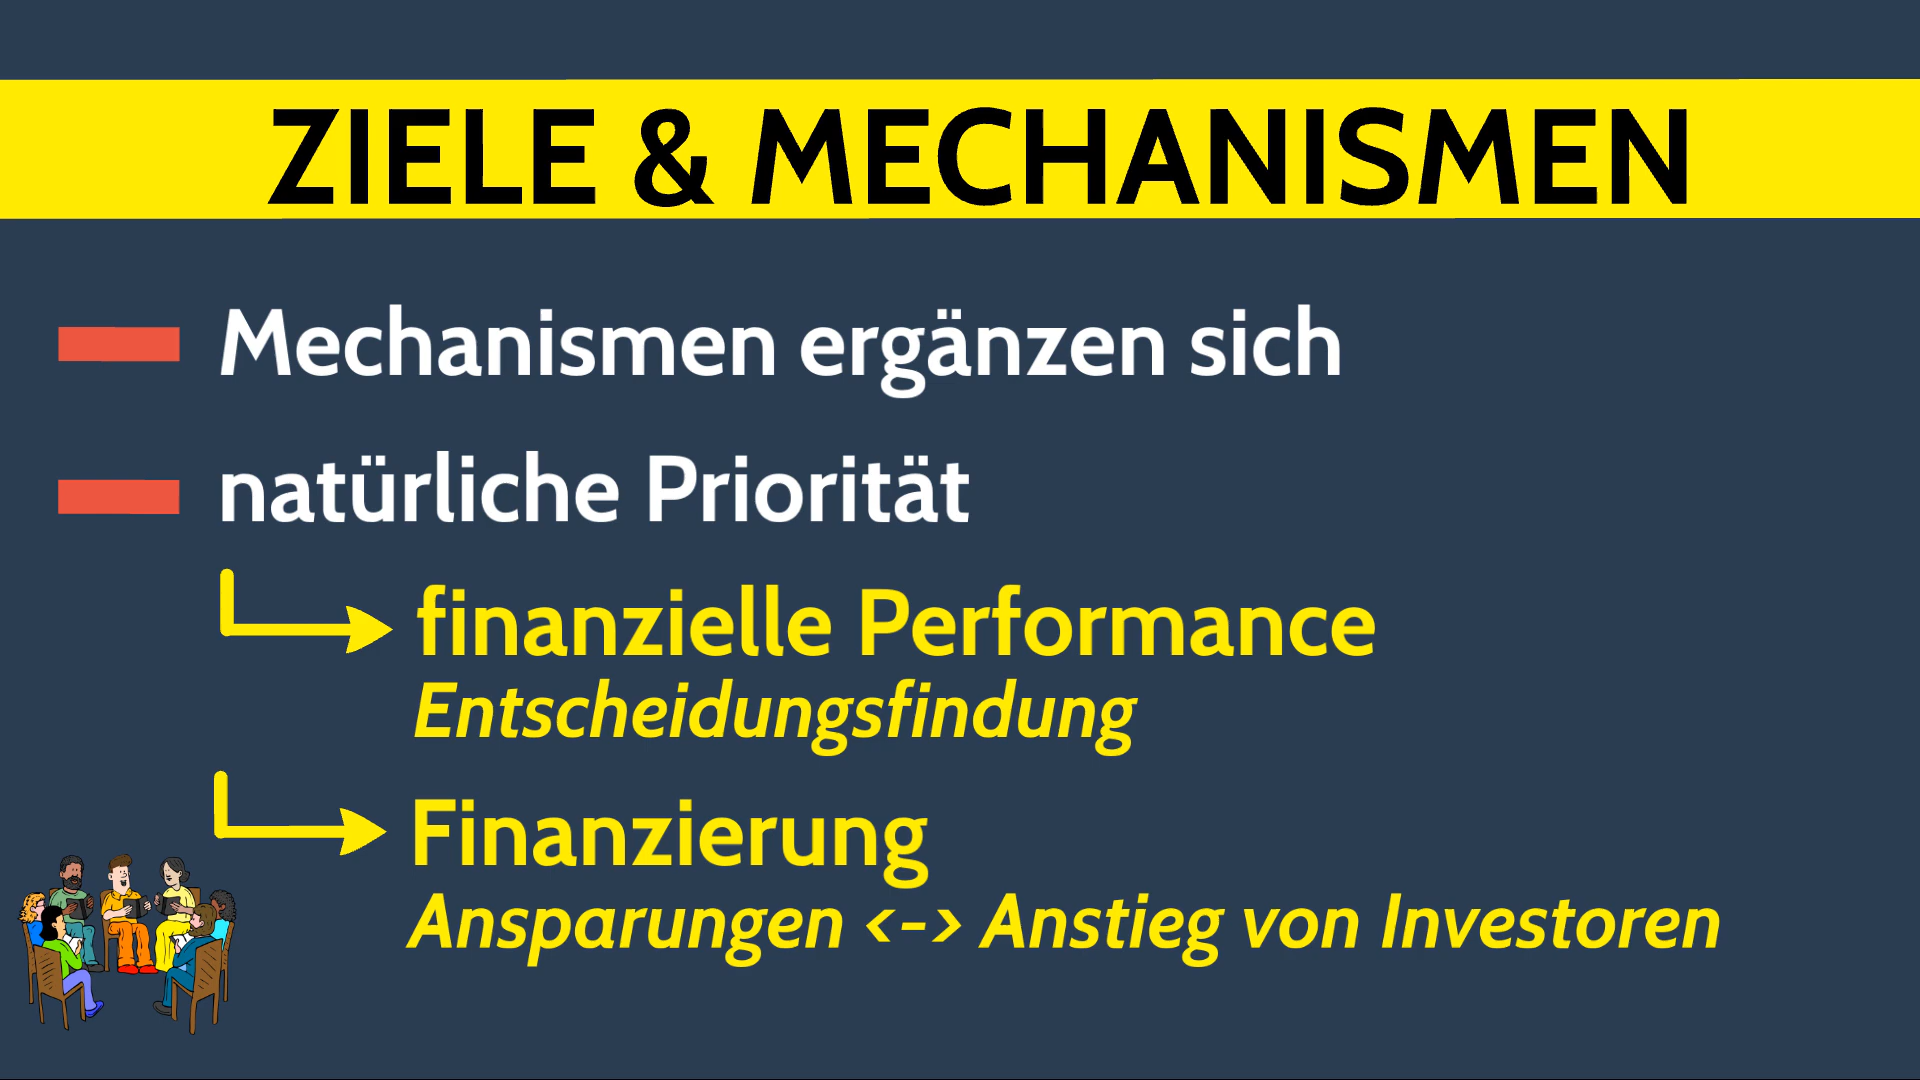 ZIELE & MECHANISMEN
Mechanismen ergänzen sich
natürliche Priorität
finanzielle Performance
Entscheidungsfindung
Finanzierung
Ansparungen <-> Anstieg von Investoren